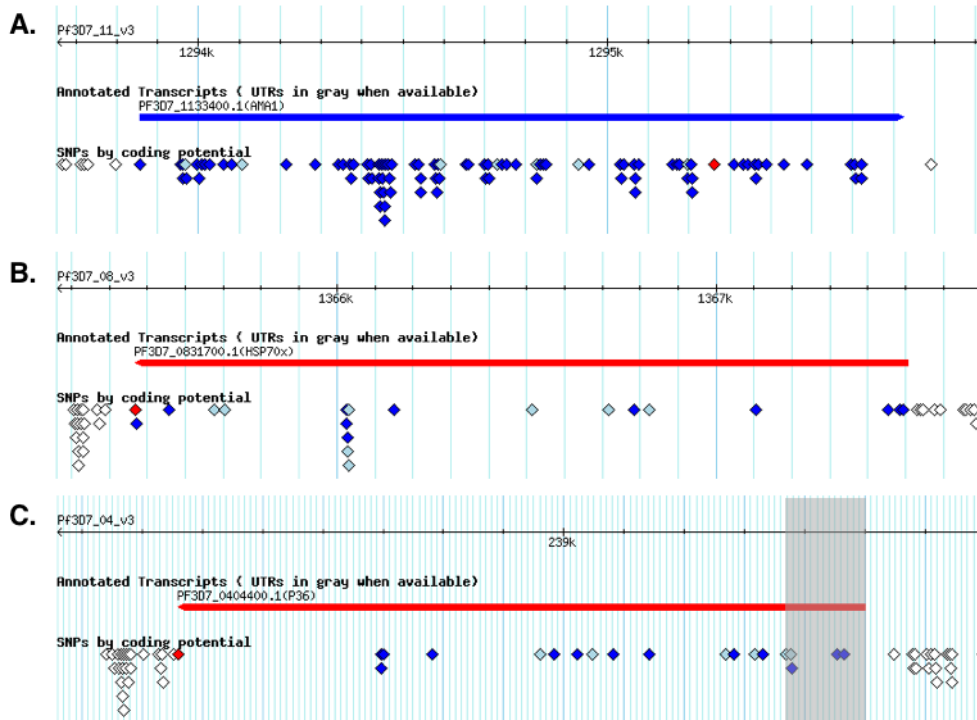 A.
Pf3D7_11_v3
1294k 1295k
Annotated Transcripts ( UTRs in gray when available)
PF3D7_1133400.1(AMA1)
SNPs by coding potential
B.
Pf3D7_08_v3
1366k 1367k
Annotated Transcripts ( UTRs in gray when available)
PF3D7_0831700.1(HSP70x)
SNPs by coding potential
C.
Pf3D7_04_v3
239k
Annotated Transcripts ( UTRs in gray when available)
PF3D7_0404400.1(P36)
SNPs by coding potential